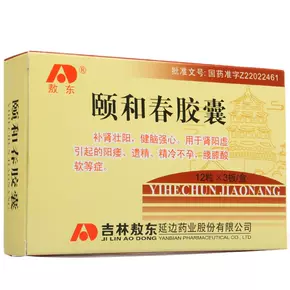 敖东
®
批准文号:国药准字Z22022461
颐和春胶囊
补肾壮阳,健脑强心,用于肾阳虚
引起的阳痿、遗精、精冷不孕、腰膝酸
软等症。
YIHECHUN JIAONANG
12粒×3板/盒
吉林敖东延边药业股份有限公司
JI LIN AO DONG YANBIAN PHARMACEUTICAL CO., LTD.
颐和春胶囊